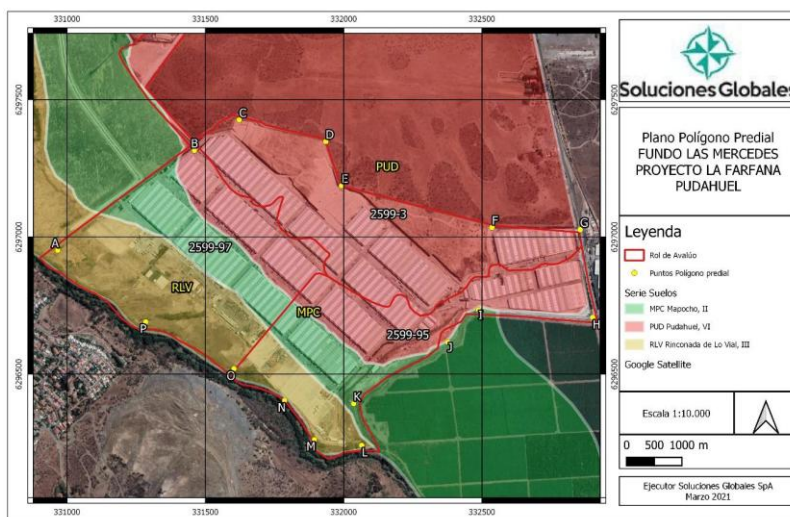 331000
331500
332000
332500
6297500
6297000
6296500
6297500
6297000
6296500
331000
331500
332000
332500
A
B
C
D
E
F
G
H
I
J
K
L
M
N
O
P
PUD
2599-3
2599-97
RLV
MPC
2599-95
Soluciones Globales
Plano Polígono Predial
FUNDO LAS MERCEDES
PROYECTO LA FARFANA
PUDAHUEL
Leyenda
Rol de Avalúo
Puntos Polígono predial
Serie Suelos
MPC Mapocho, II
PUD Pudahuel, VI
RLV Rinconada de Lo Vial, III
Google Satellite
Escala 1:10.000
0 500 1000 m
Ejecutor Soluciones Globales SpA
Marzo 2021